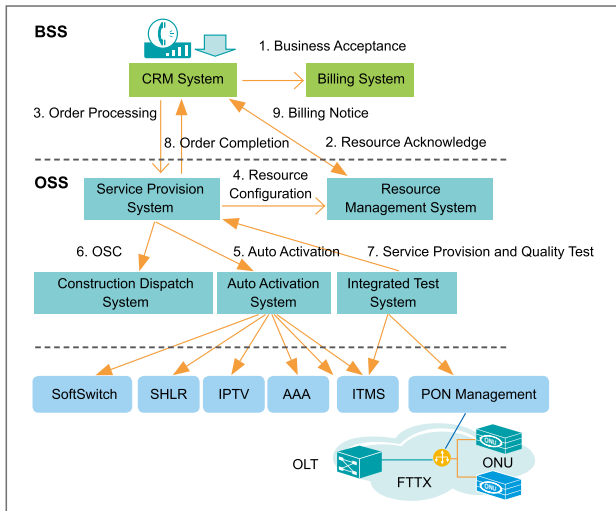 BSS
1. Business Acceptance
CRM System
Billing System
3. Order Processing
9. Billing Notice
8. Order Completion
2. Resource Acknowledge
OSS
Service Provision
System
4. Resource
Configuration
Resource
Management System
6. OSC
5. Auto Activation
7. Service Provision and Quality Test
Construction Dispatch
System
Auto Activation
System
Integrated Test
System
SoftSwitch
SHLR
IPTV
AAA
ITMS
PON Management
OLT
FTTX
ONU
ONU
ONU